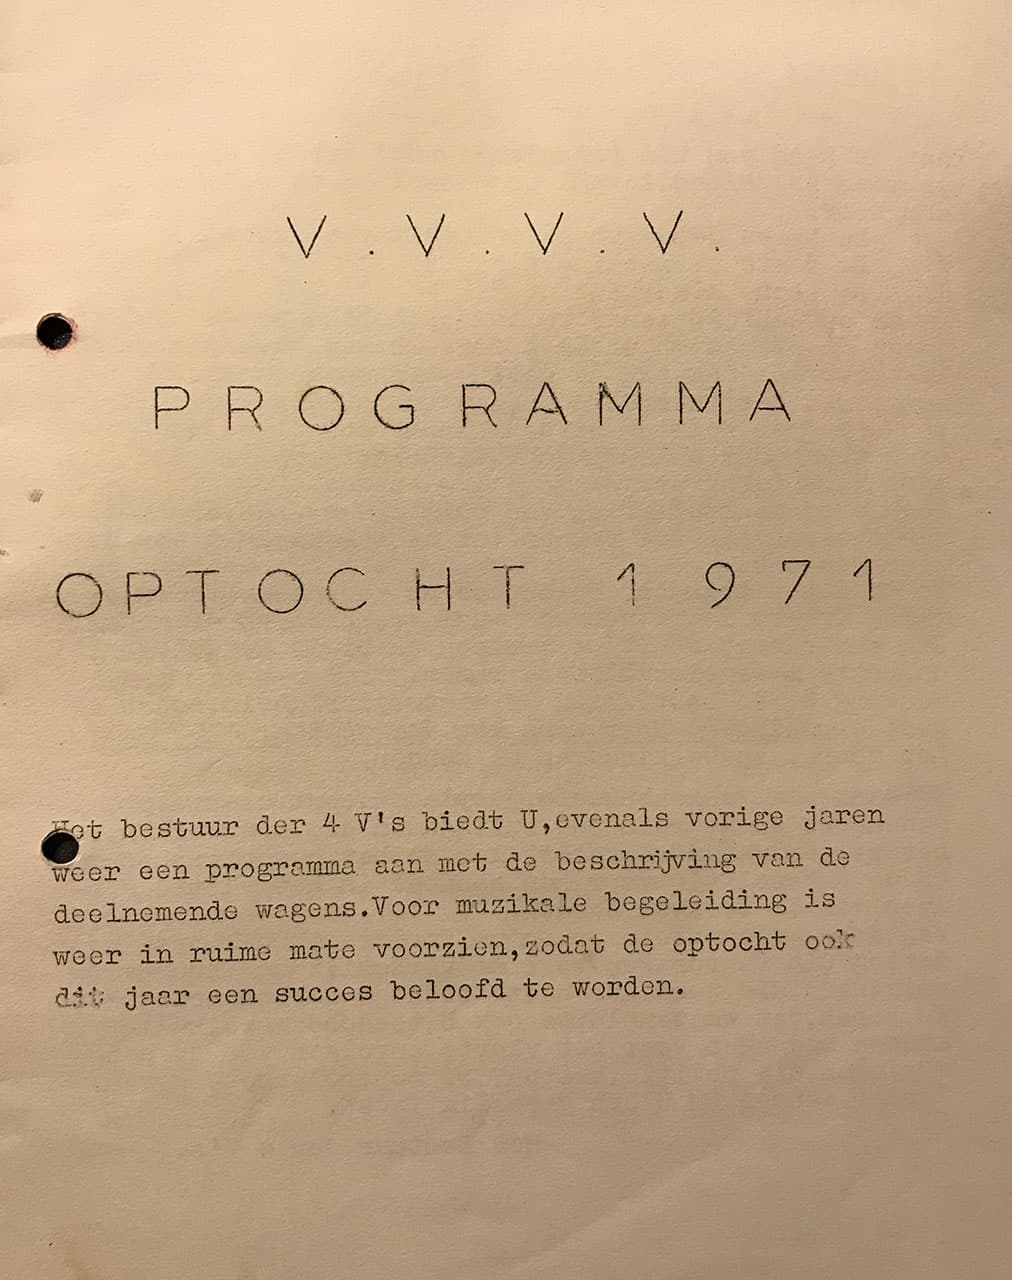 V.V.V.V.
PROGRAMMA
OPTOCHT 1971
Het bestuur der 4 V's biedt U,evenals vorige jaren
weer een programma aan met de beschrijving van de
deelnemende wagens.Voor muzikale begeleiding is
weer in ruime mate voorzien,zodat de optocht ook
dit jaar een succes beloofd te worden.